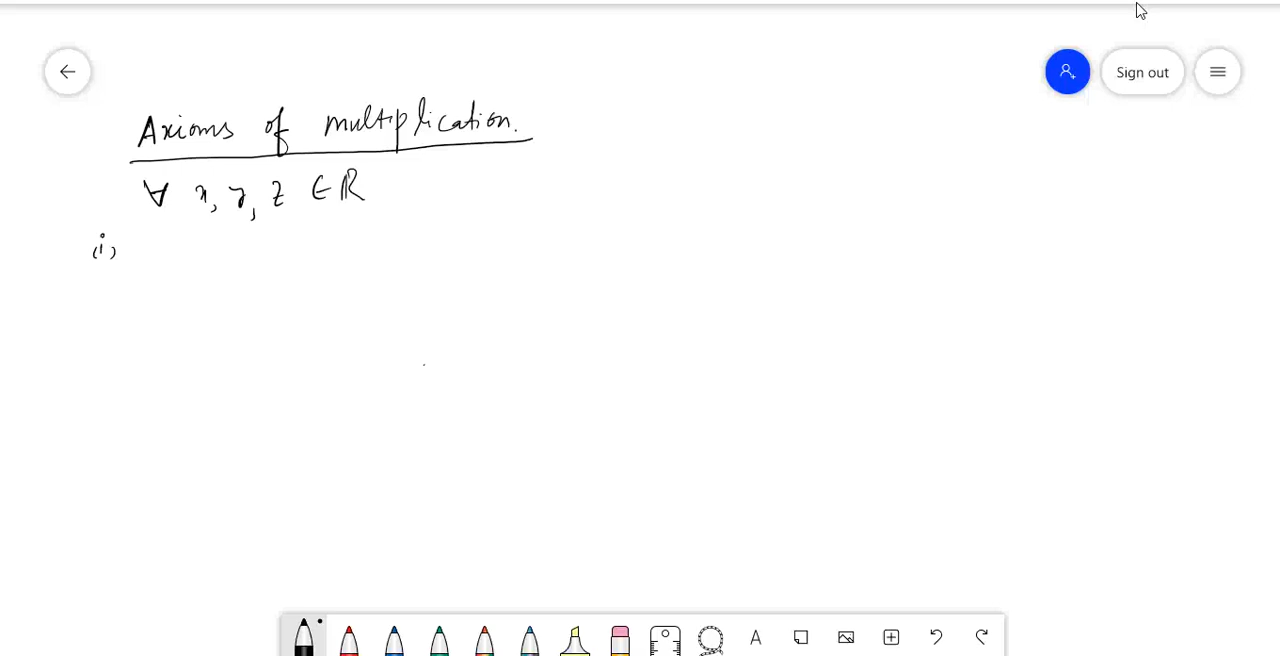 Sign out
Axioms of multiplication.
∀ x, y, z ∈ ℝ
(i)
A